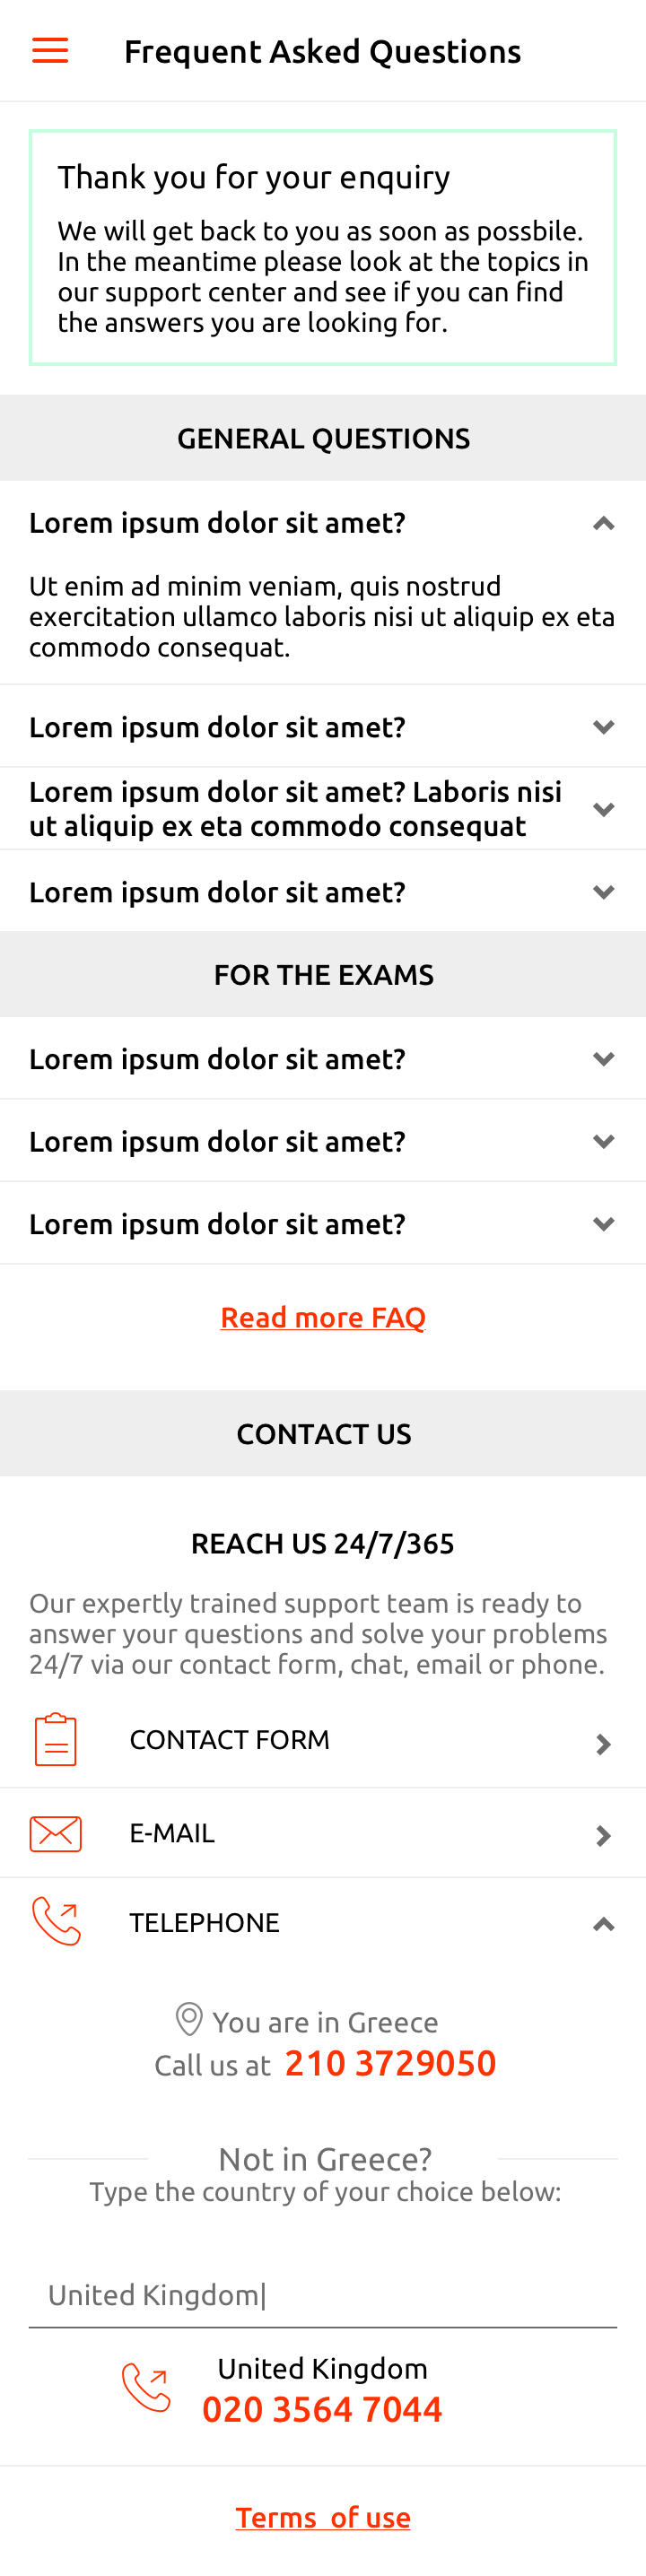 Frequent Asked Questions
Thank you for your enquiry
We will get back to you as soon as possbile.
In the meantime please look at the topics in
our support center and see if you can find
the answers you are looking for.
GENERAL QUESTIONS
Lorem ipsum dolor sit amet?
Ut enim ad minim veniam, quis nostrud
exercitation ullamco laboris nisi ut aliquip ex eta
commodo consequat.
Lorem ipsum dolor sit amet?
Lorem ipsum dolor sit amet? Laboris nisi
ut aliquip ex eta commodo consequat
Lorem ipsum dolor sit amet?
FOR THE EXAMS
Lorem ipsum dolor sit amet?
Lorem ipsum dolor sit amet?
Lorem ipsum dolor sit amet?
Read more FAQ
CONTACT US
REACH US 24/7/365
Our expertly trained support team is ready to
answer your questions and solve your problems
24/7 via our contact form, chat, email or phone.
CONTACT FORM
E-MAIL
TELEPHONE
You are in Greece
Call us at 210 3729050
Not in Greece?
Type the country of your choice below:
United Kingdom
United Kingdom
020 3564 7044
Terms of use